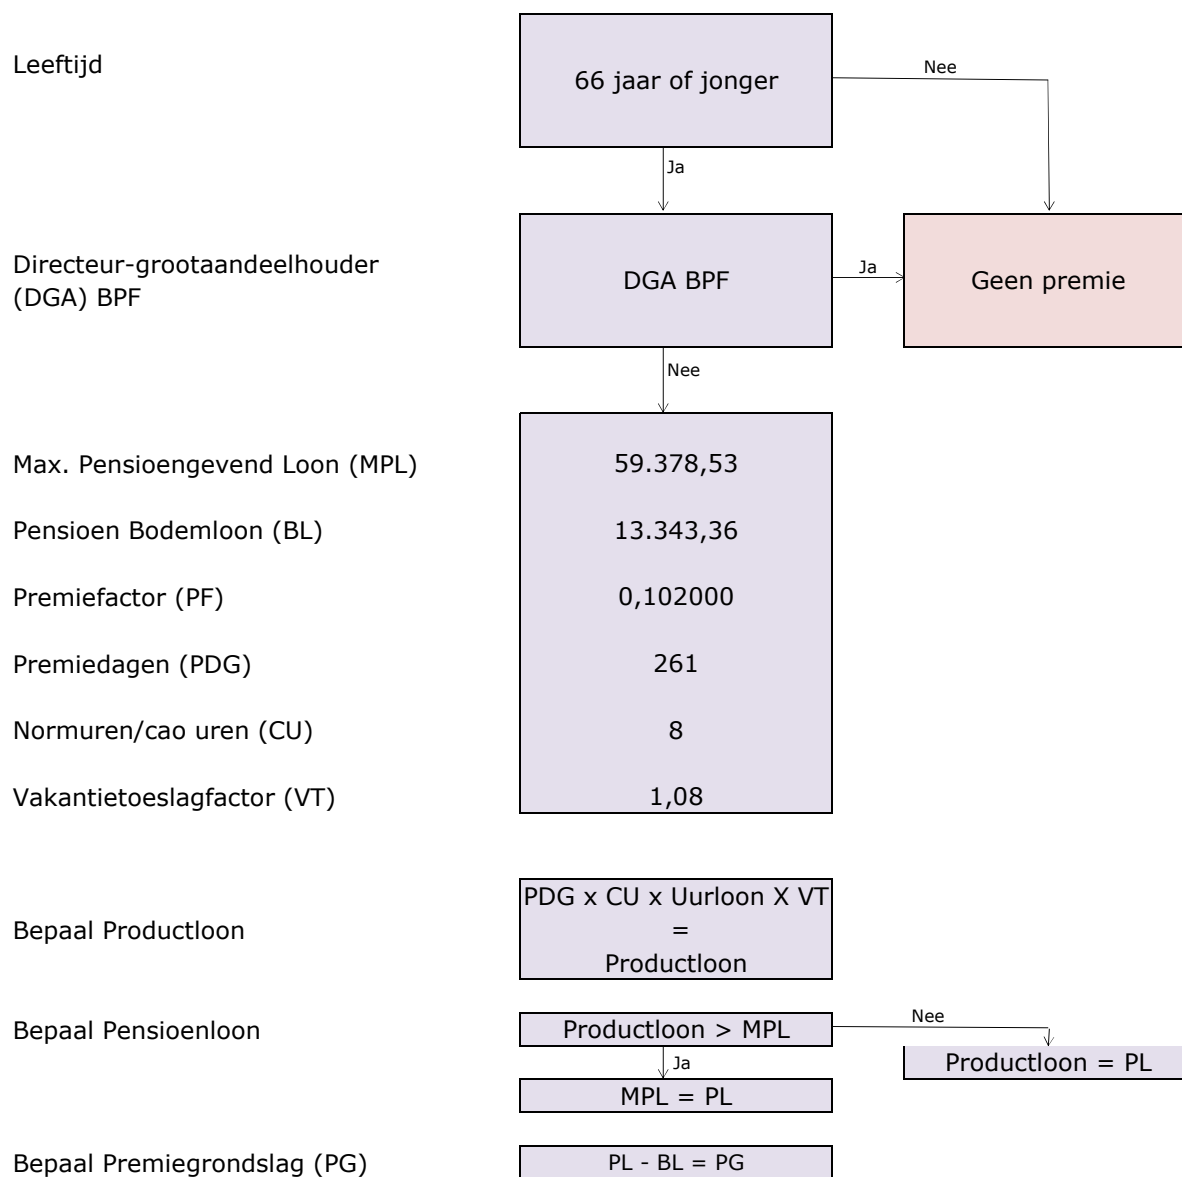 Leeftijd
66 jaar of jonger
Nee
Ja
Directeur-grootaandeelhouder
(DGA) BPF
DGA BPF
Ja
Geen premie
Nee
Max. Pensioengevend Loon (MPL)
59.378,53
Pensioen Bodemloon (BL)
13.343,36
Premiefactor (PF)
0,102000
Premiedagen (PDG)
261
Normuren/cao uren (CU)
8
Vakantietoeslagfactor (VT)
1,08
Bepaal Productloon
PDG x CU x Uurloon X VT
=
Productloon
Bepaal Pensioenloon
Productloon > MPL
Nee
Productloon = PL
Ja
MPL = PL
Bepaal Premiegrondslag (PG)
PL - BL = PG